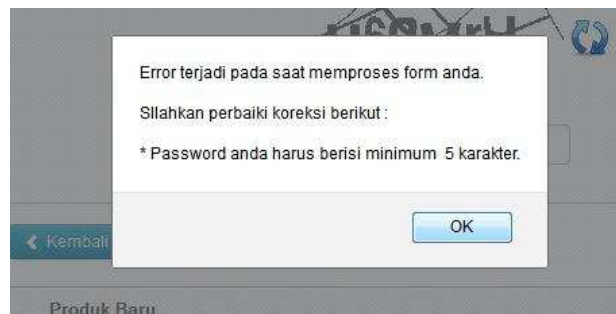 Error terjadi pada saat memproses form anda.
SIlahkan perbaiki koreksi berikut :
* Password anda harus berisi minimum 5 karakter.
OK
Kembali
Produk Baru